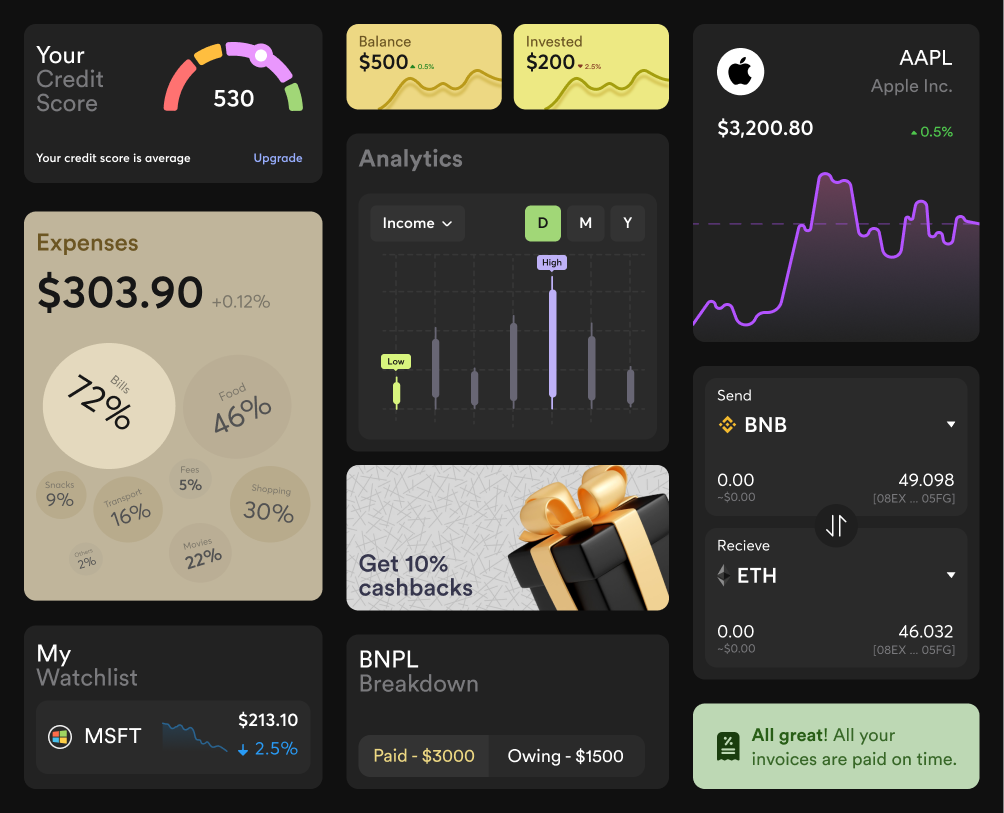 Your
Credit
Score
530
Your credit score is average
Upgrade
Expenses
$303.90 +0.12%
Bills
72%
Food
46%
Snacks
9%
Transport
16%
Fees
5%
Shopping
30%
Movies
22%
Others
2%
My
Watchlist
MSFT
$213.10
2.5%
Balance
$500 0.5%
Invested
$200 2.5%
Analytics
Income
D M Y
High
Low
Get 10%
cashbacks
BNPL
Breakdown
Paid - $3000
Owing - $1500
AAPL
Apple Inc.
$3,200.80
0.5%
Send
BNB
0.00 49.098
~$0.00 [08EX ... 05FG]
Recieve
ETH
0.00 46.032
~$0.00 [08EX ... 05FG]
All great! All your
invoices are paid on time.